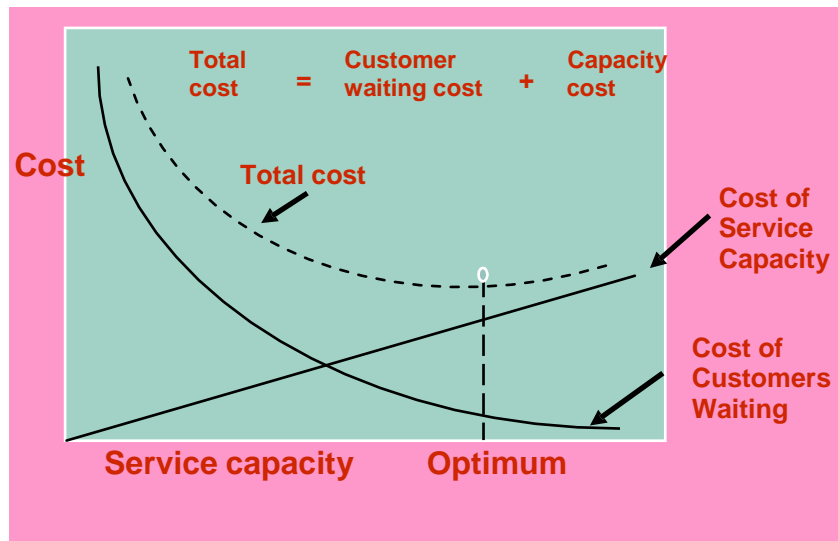 Total Customer Capacity
cost = waiting cost + cost
Cost
Total cost
Cost of
Service
Capacity
Cost of
Customers
Waiting
Service capacity Optimum